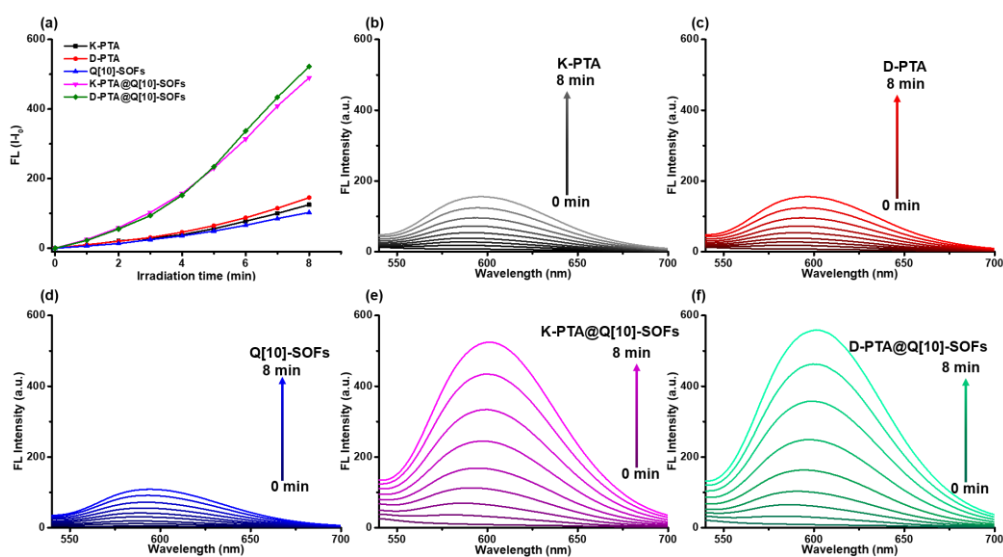 (a)
600
400
200
0
FL (I-I₀)
K-PTA
D-PTA
Q[10]-SOFs
K-PTA@Q[10]-SOFs
D-PTA@Q[10]-SOFs
0 2 4 6 8
Irradiation time (min)
(b)
600
400
200
0
FL Intensity (a.u.)
K-PTA
8 min
0 min
550 600 650 700
Wavelength (nm)
(c)
600
400
200
0
FL Intensity (a.u.)
D-PTA
8 min
0 min
550 600 650 700
Wavelength (nm)
(d)
600
400
200
0
FL Intensity (a.u.)
Q[10]-SOFs
8 min
0 min
550 600 650 700
Wavelength (nm)
(e)
600
400
200
0
FL Intensity (a.u.)
K-PTA@Q[10]-SOFs
8 min
0 min
550 600 650 700
Wavelength (nm)
(f)
600
400
200
0
FL Intensity (a.u.)
D-PTA@Q[10]-SOFs
8 min
0 min
550 600 650 700
Wavelength (nm)